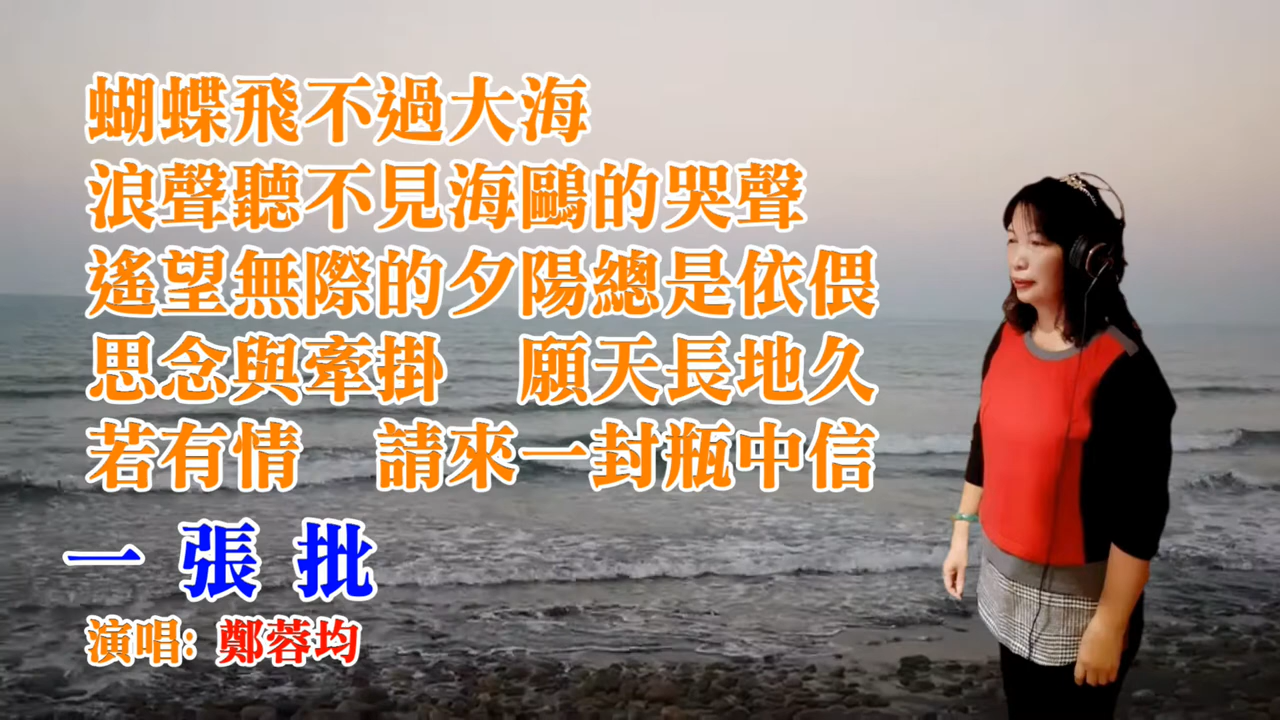 蝴蝶飛不過大海
浪聲聽不見海鷗的哭聲
遙望無際的夕陽總是依偎
思念與牽掛　願天長地久
若有情　請來一封瓶中信
一 張 批
演唱: 鄭蓉均